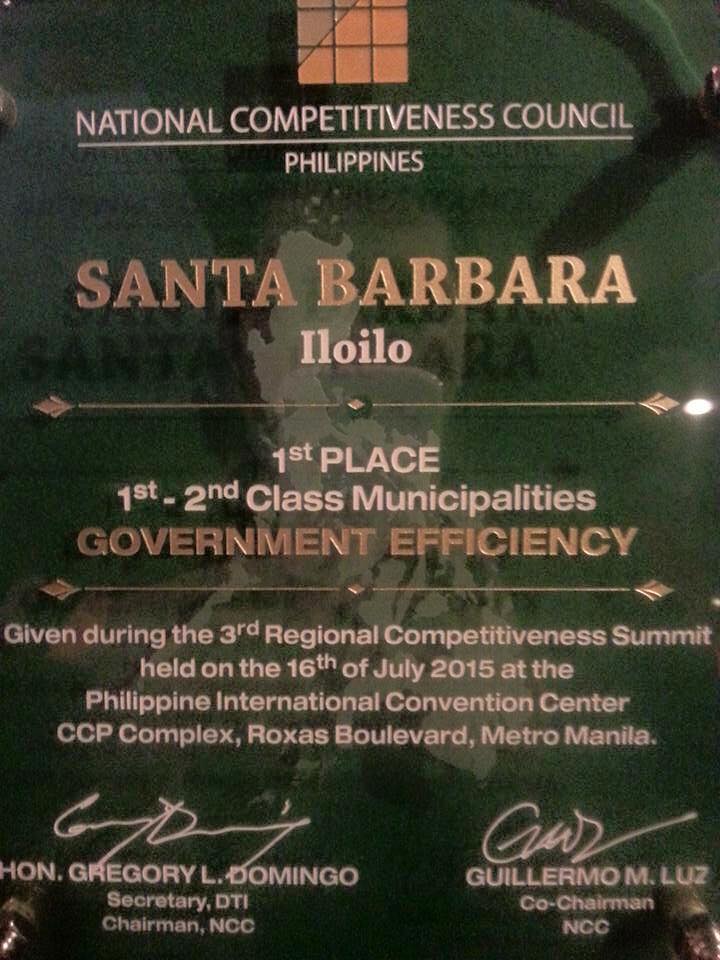 NATIONAL COMPETITIVENESS COUNCIL
PHILIPPINES
SANTA BARBARA
Iloilo
1st PLACE
1st - 2nd Class Municipalities
GOVERNMENT EFFICIENCY
Given during the 3rd Regional Competitiveness Summit
held on the 16th of July 2015 at the
Philippine International Convention Center
CCP Complex, Roxas Boulevard, Metro Manila.
HON. GREGORY L. DOMINGO
Secretary, DTI
Chairman, NCC
GUILLERMO M. LUZ
Co-Chairman
NCC